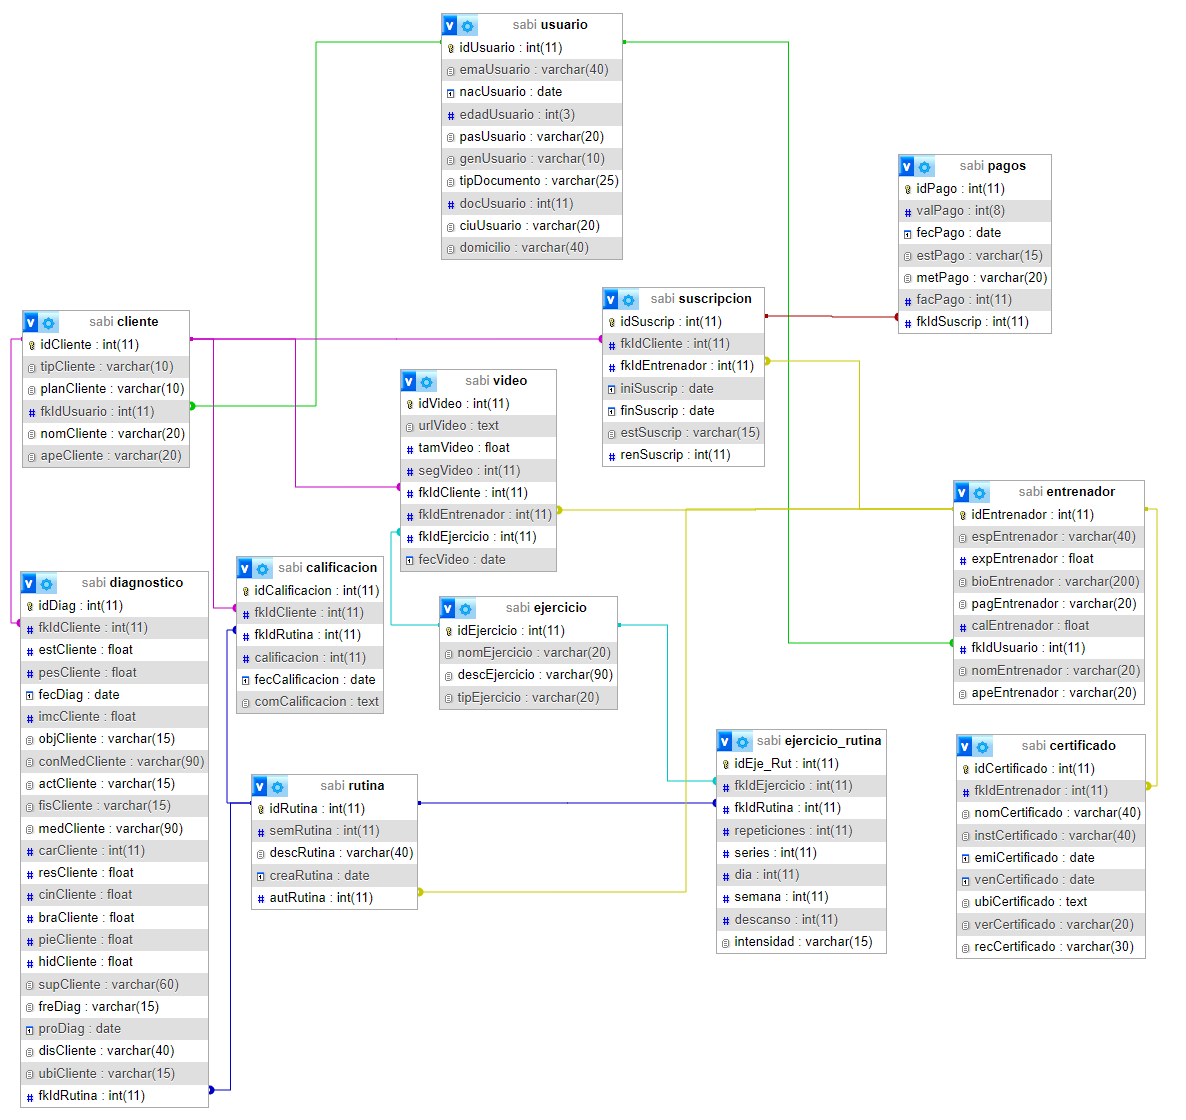 sabi usuario
idUsuario : int(11)
emaUsuario : varchar(40)
nacUsuario : date
edadUsuario : int(3)
pasUsuario : varchar(20)
genUsuario : varchar(10)
tipDocumento : varchar(25)
docUsuario : int(11)
ciuUsuario : varchar(20)
domicilio : varchar(40)
sabi pagos
idPago : int(11)
valPago : int(8)
fecPago : date
estPago : varchar(15)
metPago : varchar(20)
facPago : int(11)
fkIdSuscrip : int(11)
sabi suscripcion
idSuscrip : int(11)
fkIdCliente : int(11)
fkIdEntrenador : int(11)
iniSuscrip : date
finSuscrip : date
estSuscrip : varchar(15)
renSuscrip : int(11)
sabi cliente
idCliente : int(11)
tipCliente : varchar(10)
planCliente : varchar(10)
fkIdUsuario : int(11)
nomCliente : varchar(20)
apeCliente : varchar(20)
sabi video
idVideo : int(11)
urlVideo : text
tamVideo : float
segVideo : int(11)
fkIdCliente : int(11)
fkIdEntrenador : int(11)
fkIdEjercicio : int(11)
fecVideo : date
sabi entrenador
idEntrenador : int(11)
espEntrenador : varchar(40)
expEntrenador : float
bioEntrenador : varchar(200)
pagEntrenador : varchar(20)
calEntrenador : float
fkIdUsuario : int(11)
nomEntrenador : varchar(20)
apeEntrenador : varchar(20)
sabi calificacion
idCalificacion : int(11)
fkIdCliente : int(11)
fkIdRutina : int(11)
calificacion : int(11)
fecCalificacion : date
comCalificacion : text
sabi diagnostico
idDiag : int(11)
fkIdCliente : int(11)
estCliente : float
pesCliente : float
fecDiag : date
imcCliente : float
objCliente : varchar(15)
conMedCliente : varchar(90)
actCliente : varchar(15)
fisCliente : varchar(15)
medCliente : varchar(90)
carCliente : int(11)
resCliente : float
cinCliente : float
braCliente : float
pieCliente : float
hidCliente : float
supCliente : varchar(60)
freDiag : varchar(15)
proDiag : date
disCliente : varchar(40)
ubiCliente : varchar(15)
fkIdRutina : int(11)
sabi ejercicio
idEjercicio : int(11)
nomEjercicio : varchar(20)
descEjercicio : varchar(90)
tipEjercicio : varchar(20)
sabi ejercicio_rutina
idEje_Rut : int(11)
fkIdEjercicio : int(11)
fkIdRutina : int(11)
repeticiones : int(11)
series : int(11)
dia : int(11)
semana : int(11)
descanso : int(11)
intensidad : varchar(15)
sabi certificado
idCertificado : int(11)
fkIdEntrenador : int(11)
nomCertificado : varchar(40)
instCertificado : varchar(40)
emiCertificado : date
venCertificado : date
ubiCertificado : text
verCertificado : varchar(20)
recCertificado : varchar(30)
sabi rutina
idRutina : int(11)
semRutina : int(11)
descRutina : varchar(40)
creaRutina : date
autRutina : int(11)